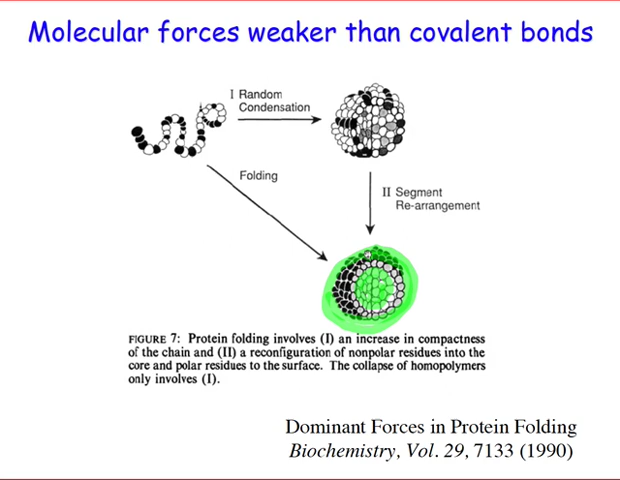 Molecular forces weaker than covalent bonds
I Random
Condensation
Folding
II Segment
Re-arrangement
FIGURE 7: Protein folding involves (I) an increase in compactness
of the chain and (II) a reconfiguration of nonpolar residues into the
core and polar residues to the surface. The collapse of homopolymers
only involves (I).
Dominant Forces in Protein Folding
Biochemistry, Vol. 29, 7133 (1990)